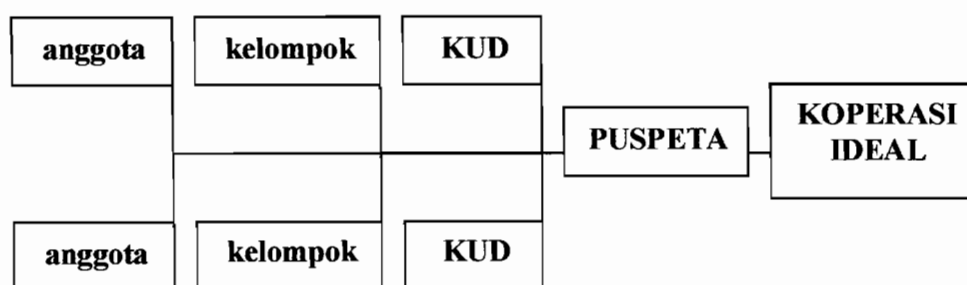 anggota
kelompok
KUD
PUSPETA
KOPERASI
IDEAL
anggota
kelompok
KUD